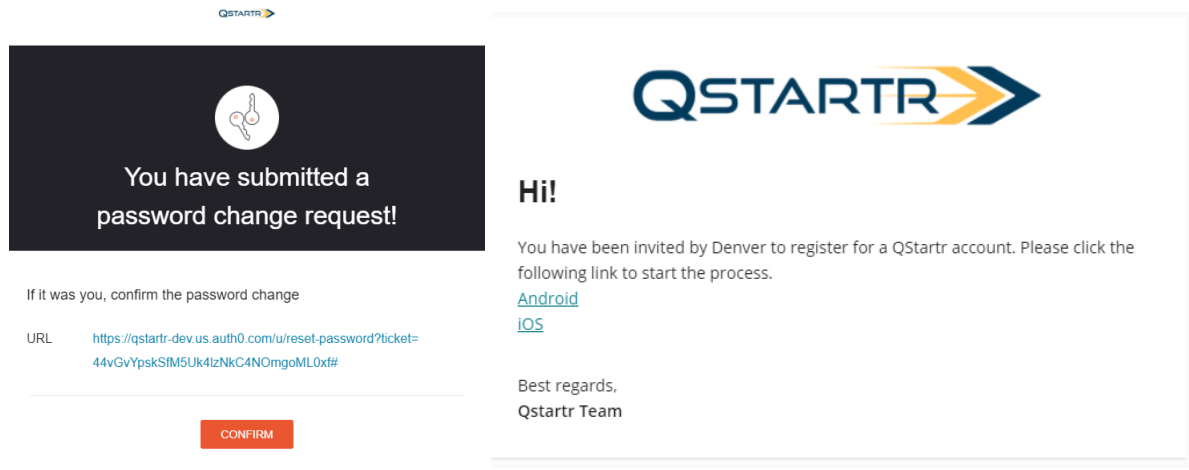 QSTARTR
You have submitted a
password change request!
If it was you, confirm the password change
URL https://qstartr-dev.us.auth0.com/u/reset-password?ticket=
44vGvYpskSfM5Uk4lzNkC4NOmgoML0xf#
CONFIRM
QSTARTR
Hi!
You have been invited by Denver to register for a QStartr account. Please click the
following link to start the process.
Android
iOS
Best regards,
Qstartr Team